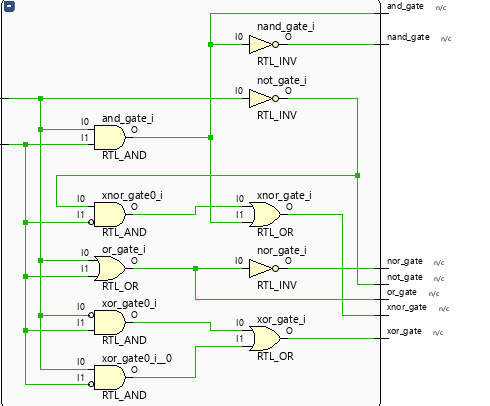 and_gate n/c
nand_gate_i
I0 O nand_gate n/c
RTL_INV
not_gate_i
I0 O
RTL_INV
and_gate_i
I0 O
I1
RTL_AND
xnor_gate0_i xnor_gate_i
I0 O I0 O
I1 I1
RTL_AND RTL_OR
or_gate_i nor_gate_i
I0 O I0 O nor_gate n/c
I1
RTL_OR RTL_INV not_gate n/c
or_gate n/c
xor_gate0_i xnor_gate n/c
I0 O xor_gate_i
I1 I0 O xor_gate n/c
RTL_AND I1
xor_gate0_i__0 RTL_OR
I0 O
I1
RTL_AND